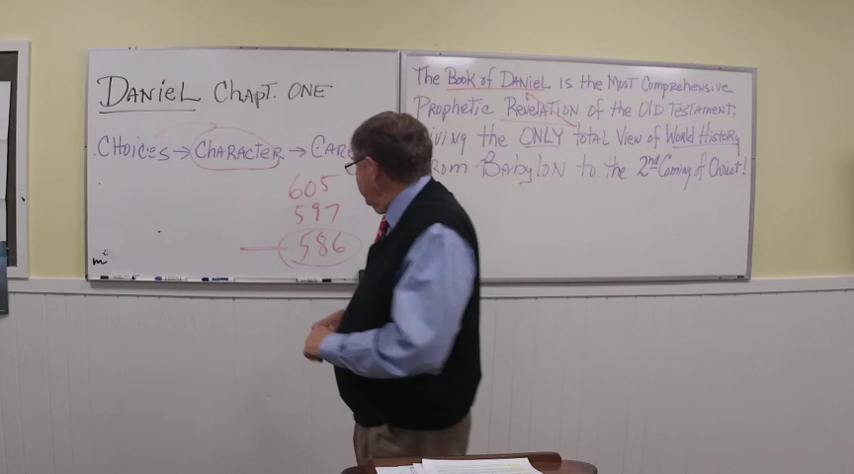 DANIEL CHAPT. ONE
CHOICES → CHARACTER →
605
597
586
The Book of DANIEL is the Most Comprehensive
Prophetic Revelation of the Old Testament,
the ONLY total View of World History
Babylon to the 2nd Coming of Christ!